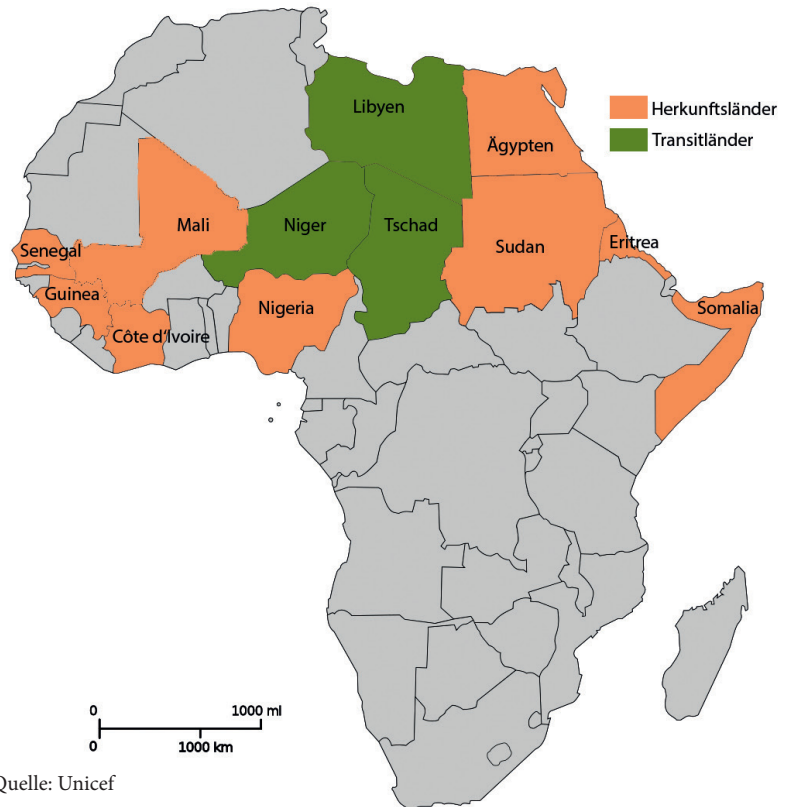 Libyen
Herkunftsländer
Transitländer
Ägypten
Mali
Niger
Tschad
Senegal
Sudan
Eritrea
Guinea
Nigeria
Somalia
Côte d'Ivoire
0 1000 ml
0 1000 km
Quelle: Unicef